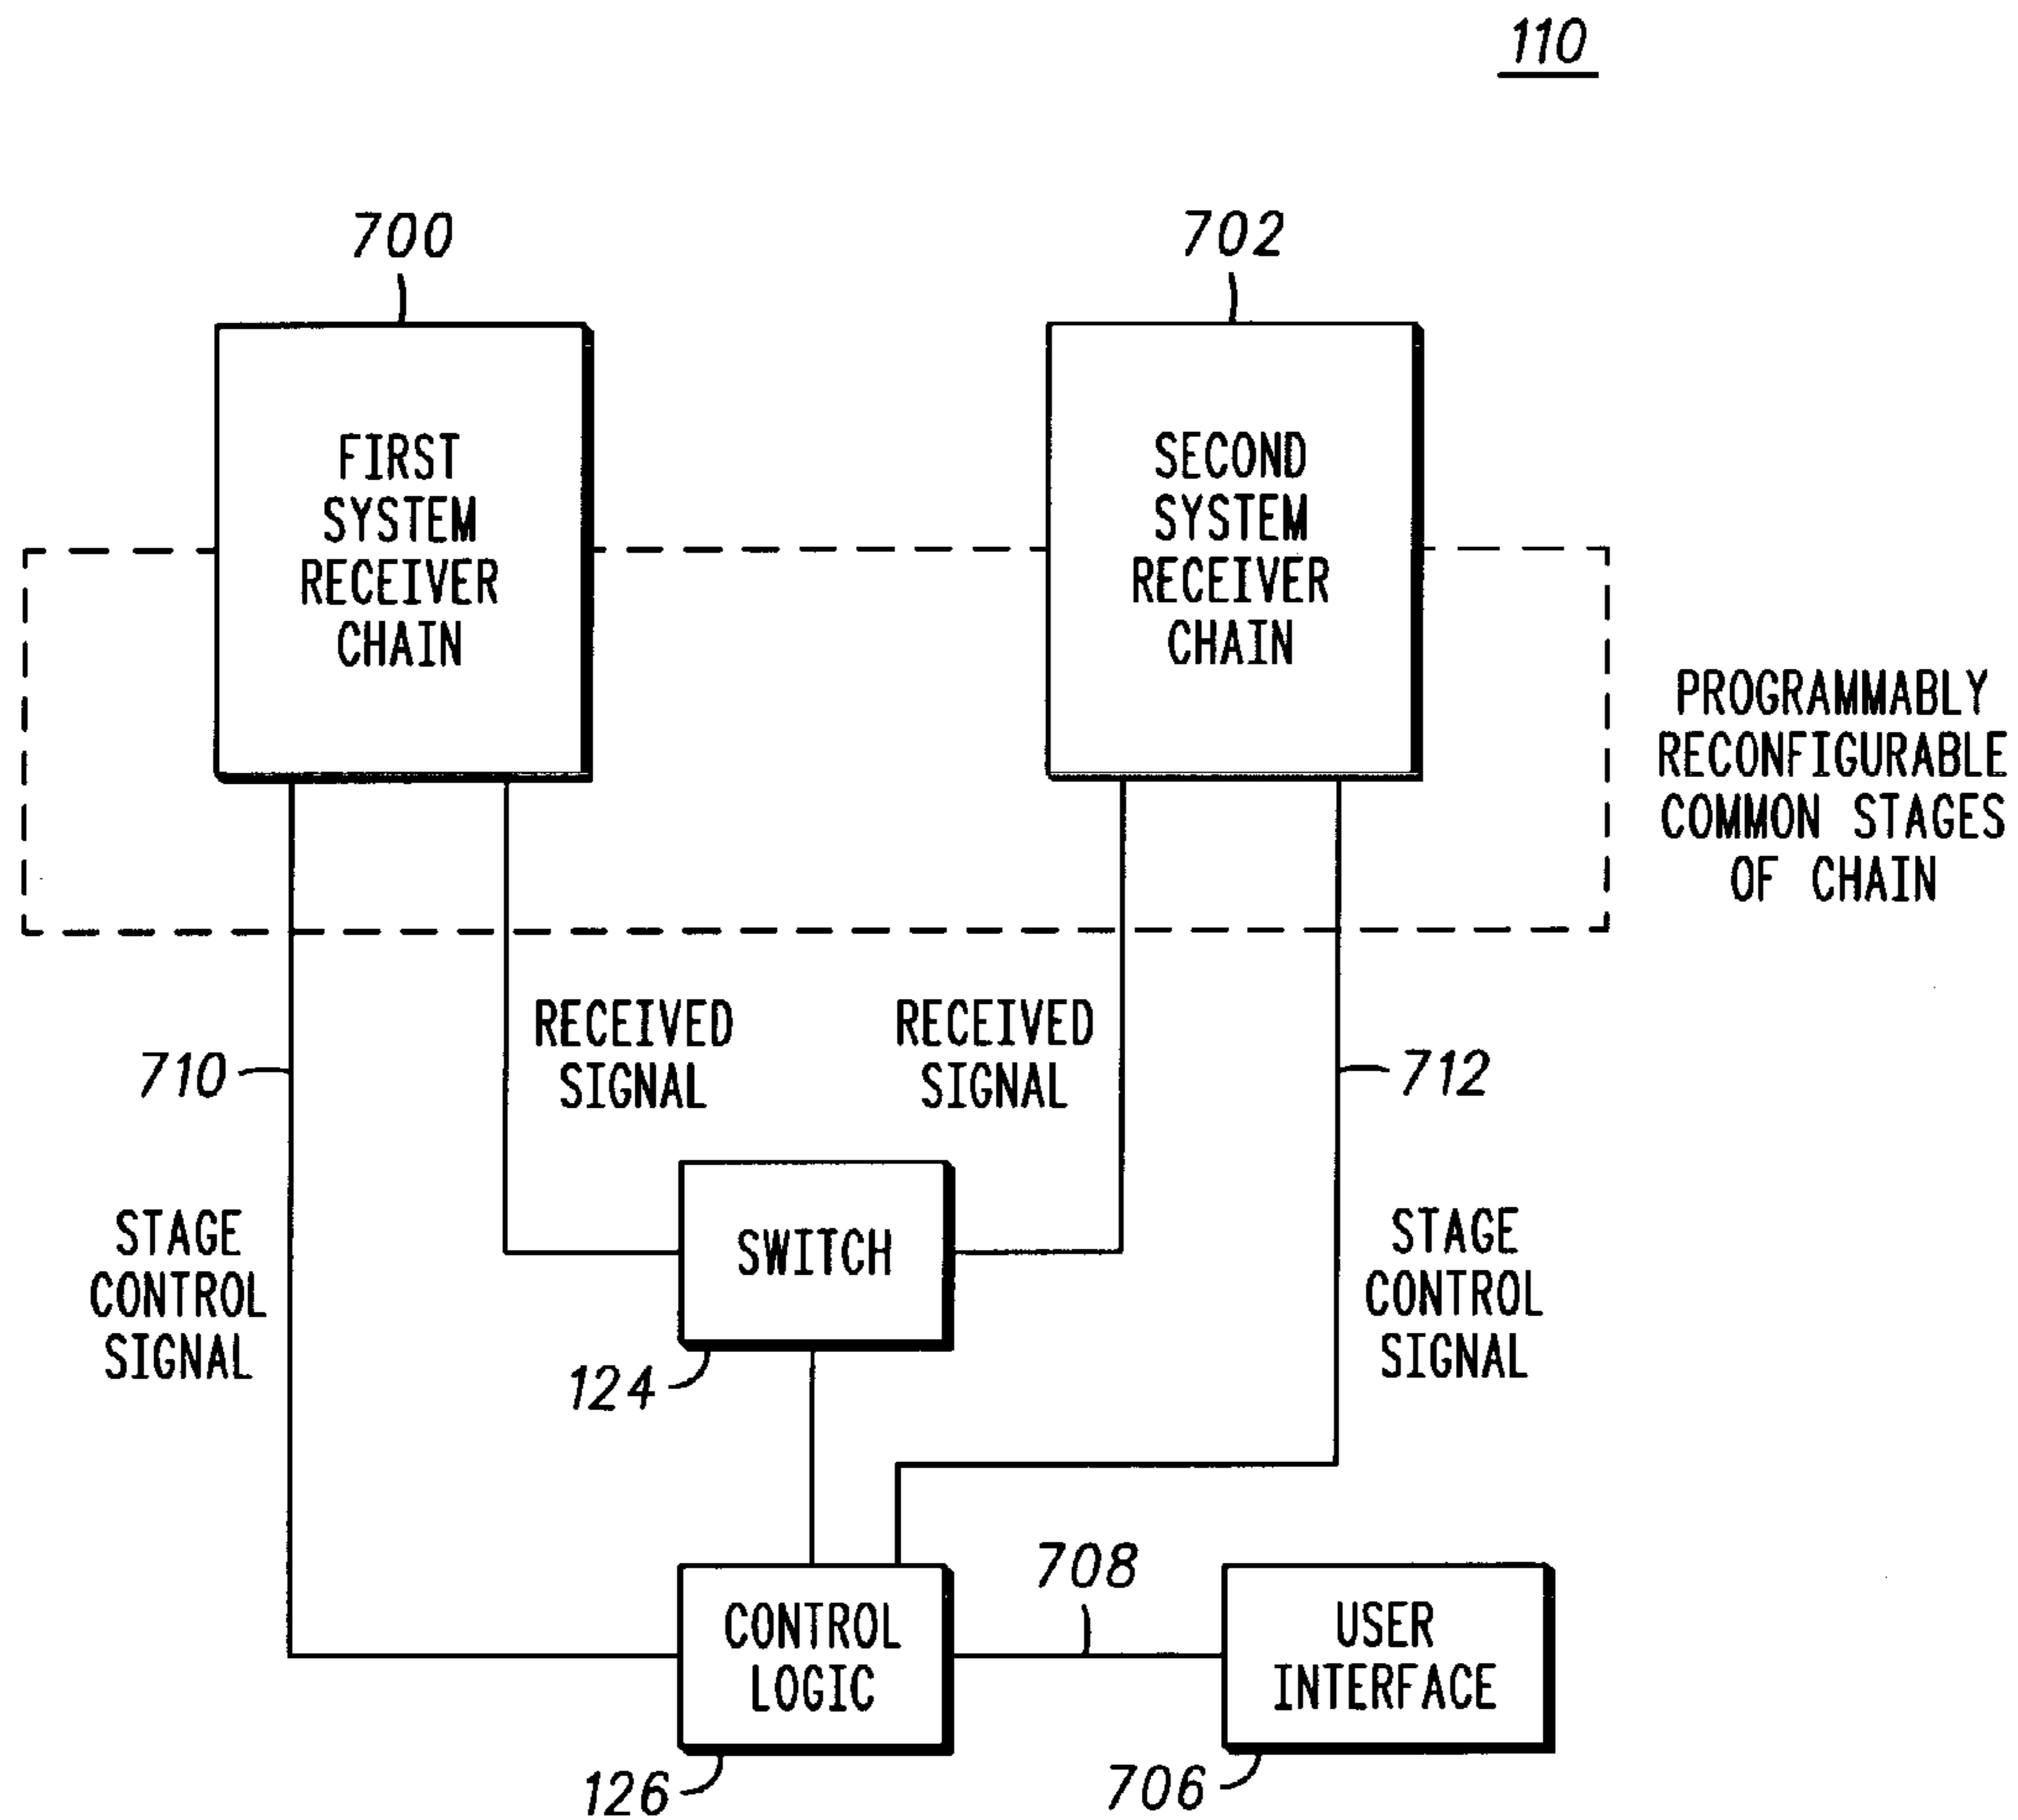 110
700
702
FIRST
SYSTEM
RECEIVER
CHAIN
SECOND
SYSTEM
RECEIVER
CHAIN
PROGRAMMABLY
RECONFIGURABLE
COMMON STAGES
OF CHAIN
RECEIVED
SIGNAL
RECEIVED
SIGNAL
710
712
STAGE
CONTROL
SIGNAL
SWITCH
STAGE
CONTROL
SIGNAL
124
708
CONTROL
LOGIC
USER
INTERFACE
126
706